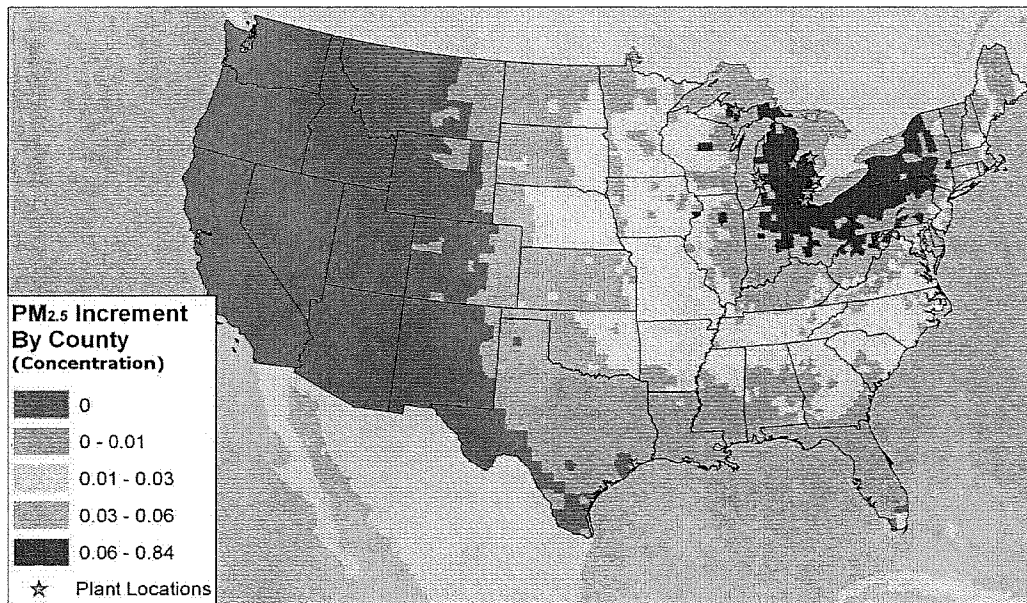 PM2.5 Increment
By County
(Concentration)
0
0 - 0.01
0.01 - 0.03
0.03 - 0.06
0.06 - 0.84
Plant Locations